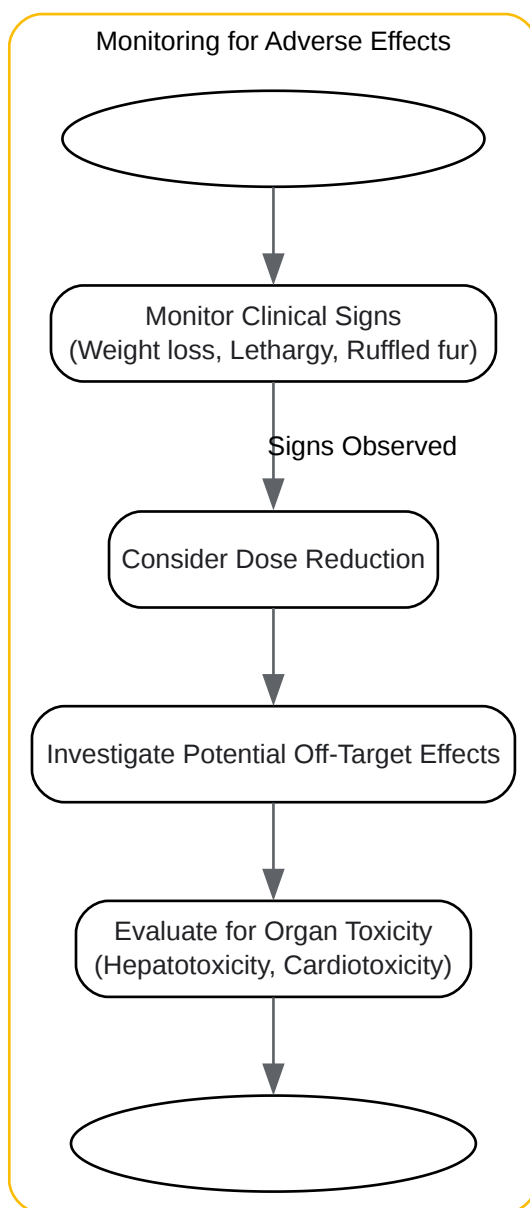 Monitoring for Adverse Effects
Monitor Clinical Signs
(Weight loss, Lethargy, Ruffled fur)
Signs Observed
Consider Dose Reduction
Investigate Potential Off-Target Effects
Evaluate for Organ Toxicity
(Hepatotoxicity, Cardiotoxicity)